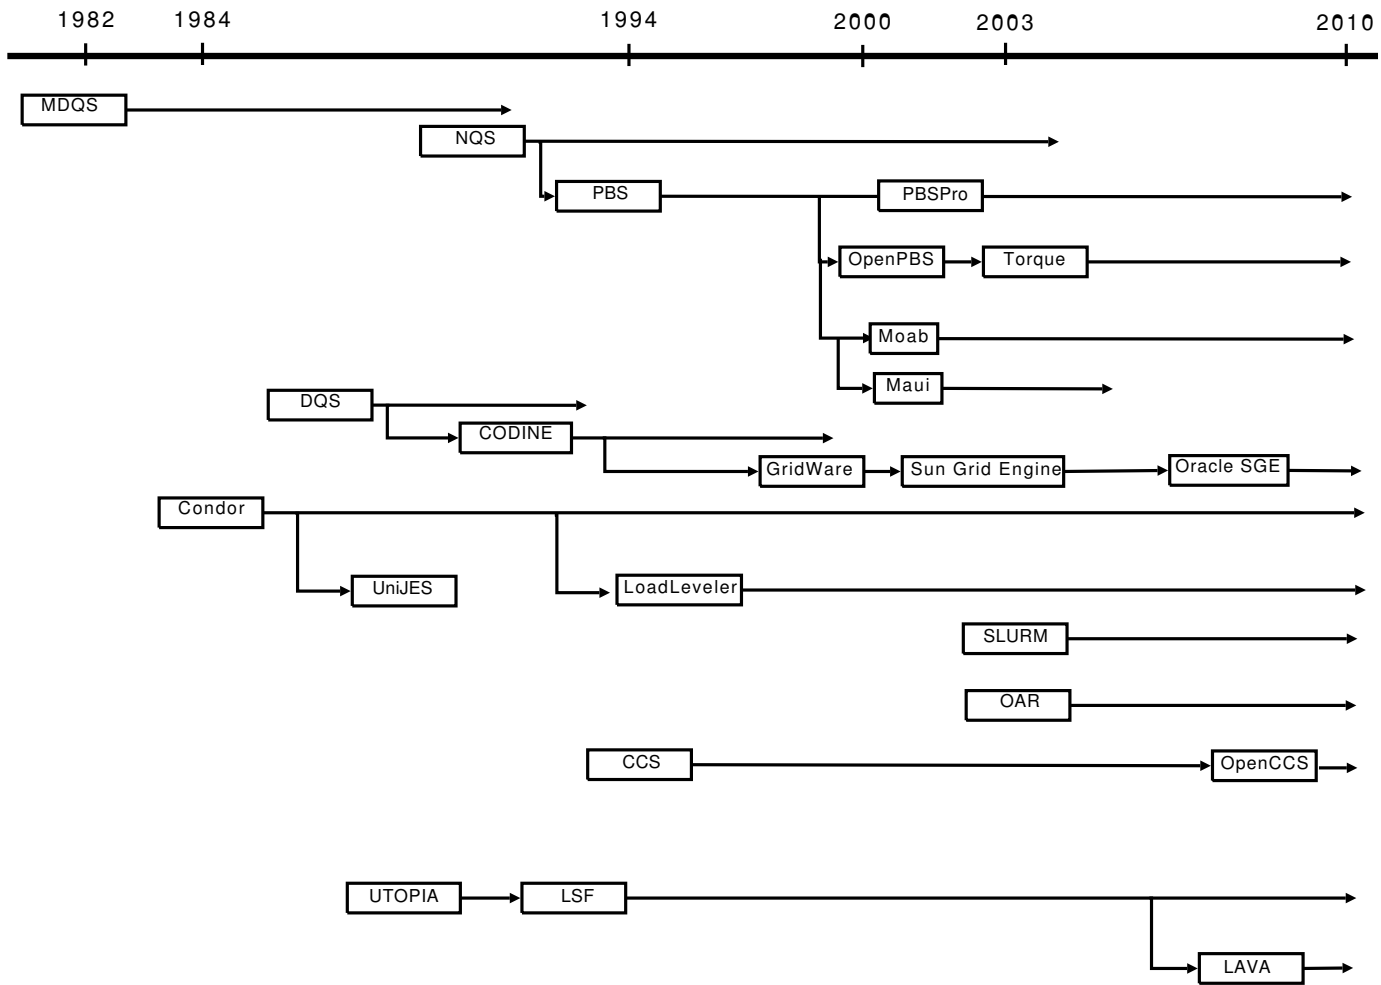 1982 1984 1994 2000 2003 2010
MDQS
NQS
PBS PBSPro
OpenPBS Torque
Moab
Maui
DQS
CODINE
GridWare Sun Grid Engine Oracle SGE
Condor
UniJES LoadLeveler
SLURM
OAR
CCS OpenCCS
UTOPIA LSF
LAVA